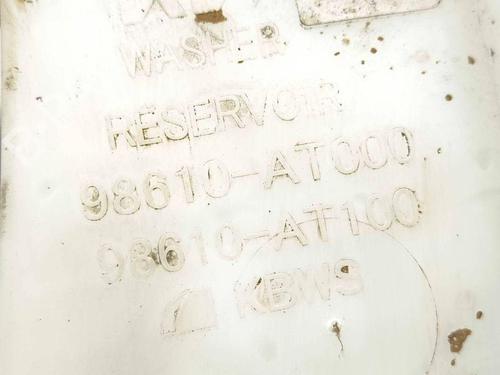 WASHER
RESERVOIR
98610-AT000
98610-AT100
KBWS